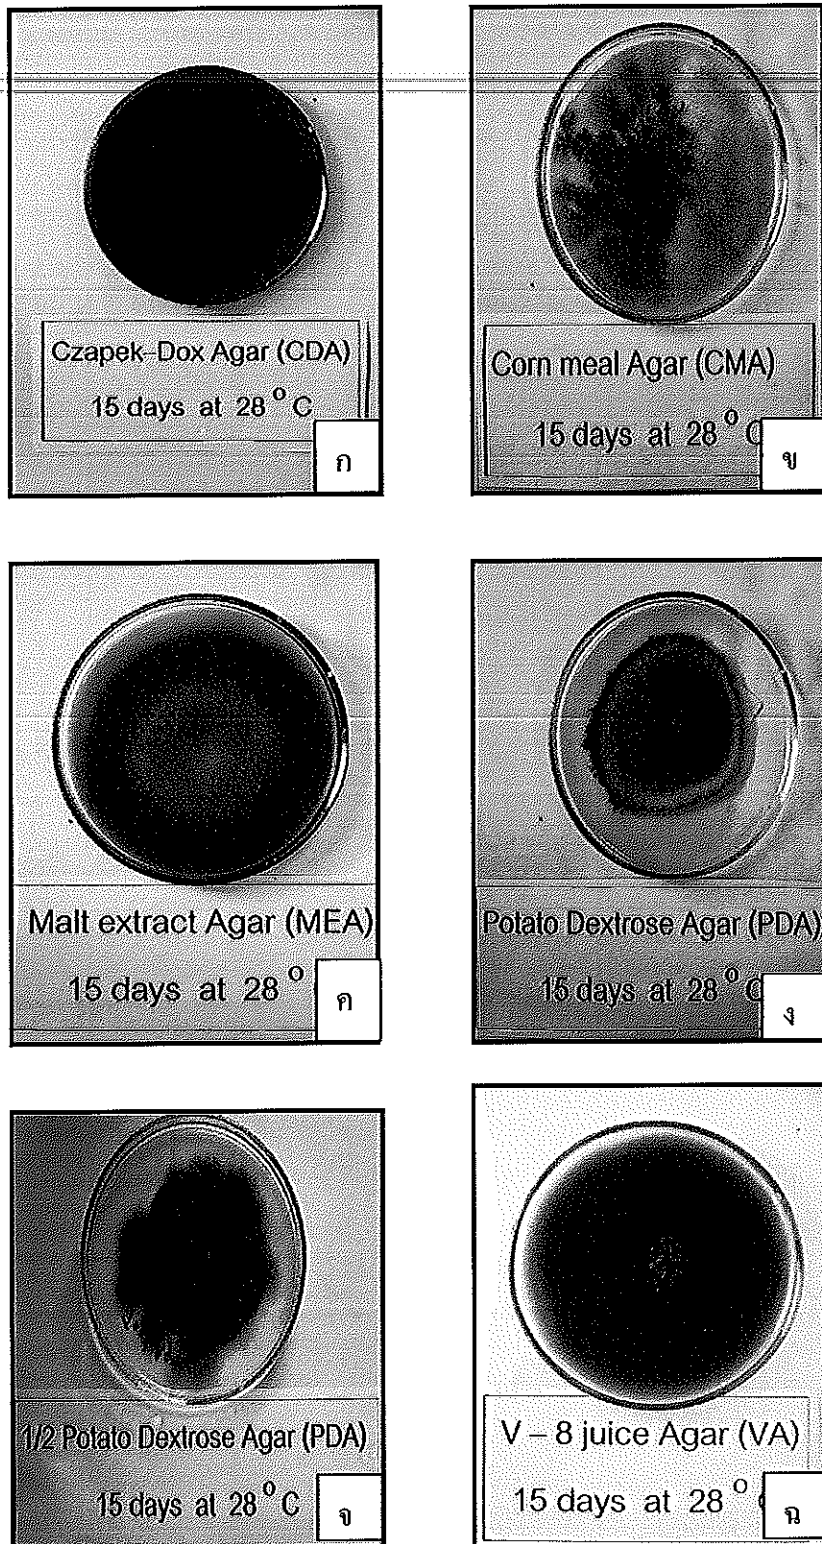 Czapek-Dox Agar (CDA)
15 days at 28 ° C
ก
Corn meal Agar (CMA)
15 days at 28 ° C
ข
Malt extract Agar (MEA)
15 days at 28 °
ค
Potato Dextrose Agar (PDA)
15 days at 28 ° C
ง
1/2 Potato Dextrose Agar (PDA)
15 days at 28 ° C
จ
V – 8 juice Agar (VA)
15 days at 28 °
ฉ